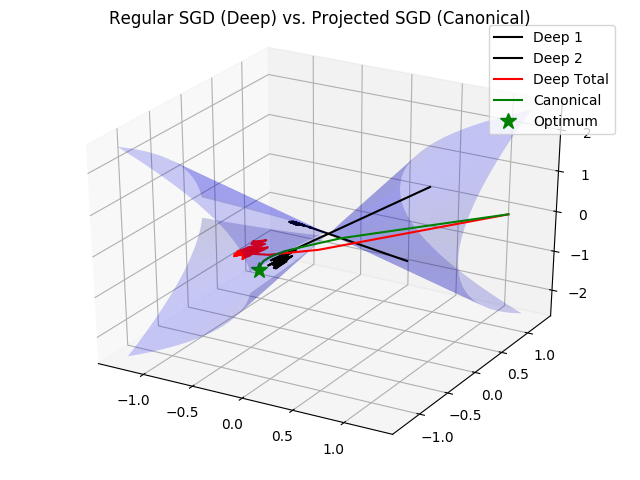 Regular SGD (Deep) vs. Projected SGD (Canonical)
Deep 1
Deep 2
Deep Total
Canonical
Optimum
2
1
0
−1
−2
1.0
0.5
0.0
−0.5
−1.0
−1.0
−0.5
0.0
0.5
1.0